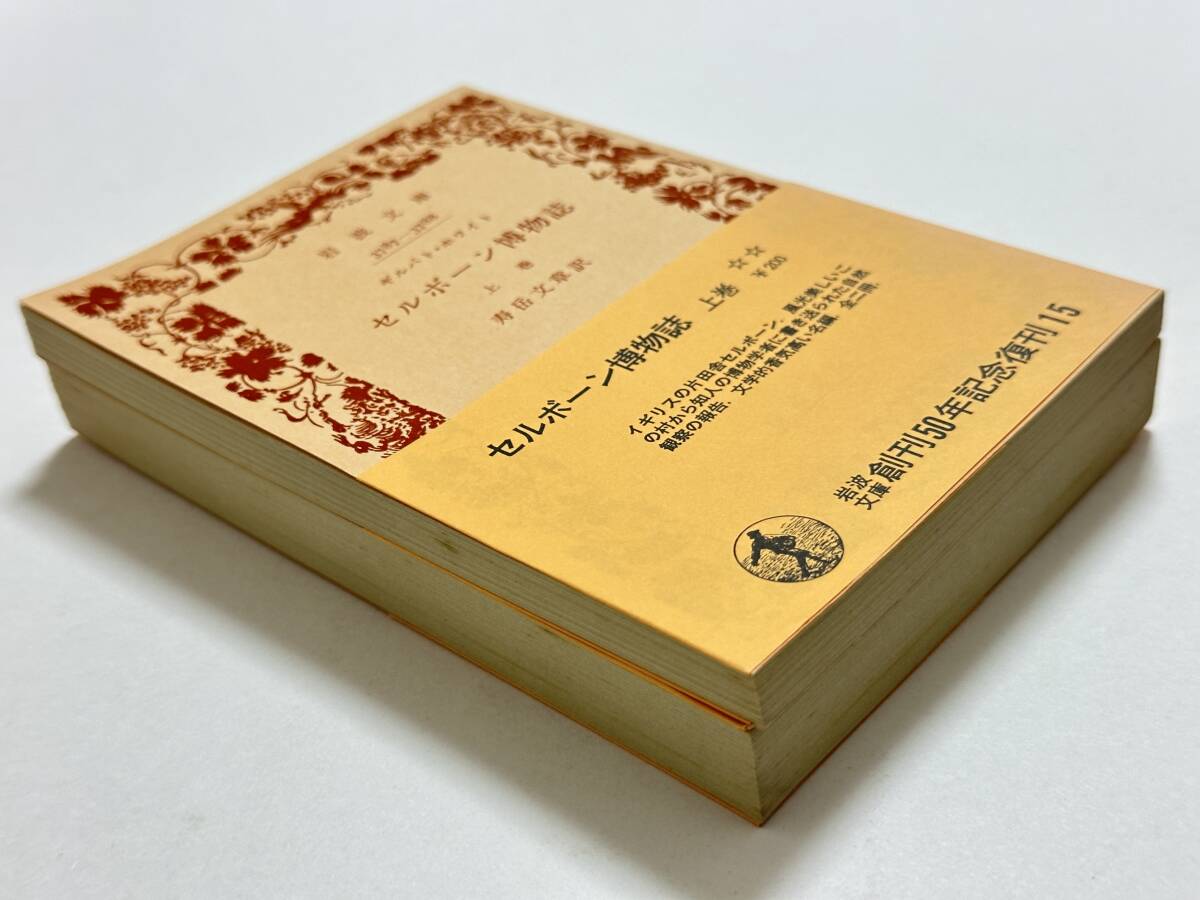 岩波文庫
ギルバト・ホワイト
セルボーン博物誌
上巻
寿岳文章訳
セルボーン博物誌 上巻 ☆☆
￥200
イギリスの片田舎セルボーン、風光美しいこ
の村から知人の博物学者に書き送られた自然
観察の報告．文学的香気高い名編．全二冊．
岩波文庫 創刊50年記念復刊15